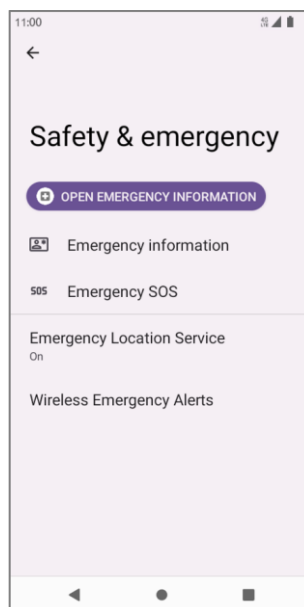 11:00
Safety & emergency
OPEN EMERGENCY INFORMATION
Emergency information
SOS Emergency SOS
Emergency Location Service
On
Wireless Emergency Alerts